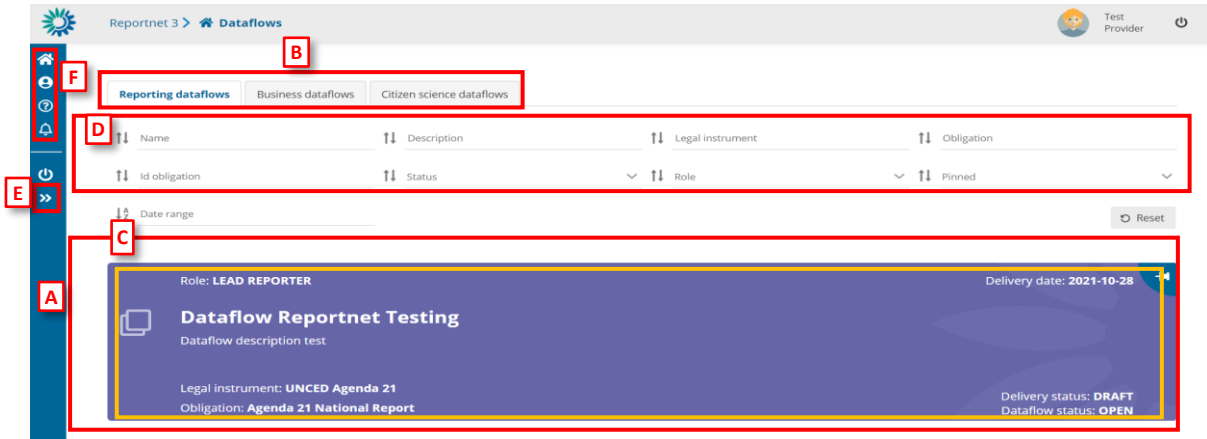 Reportnet 3 Dataflows
Test
Provider
B
F
Reporting dataflows Business dataflows Citizen science dataflows
D
Name Description Legal instrument Obligation
Id obligation Status Role Pinned
E
Date range Reset
C
A
Role: LEAD REPORTER Delivery date: 2021-10-28
Dataflow Reportnet Testing
Dataflow description test
Legal instrument: UNCED Agenda 21
Obligation: Agenda 21 National Report
Delivery status: DRAFT
Dataflow status: OPEN